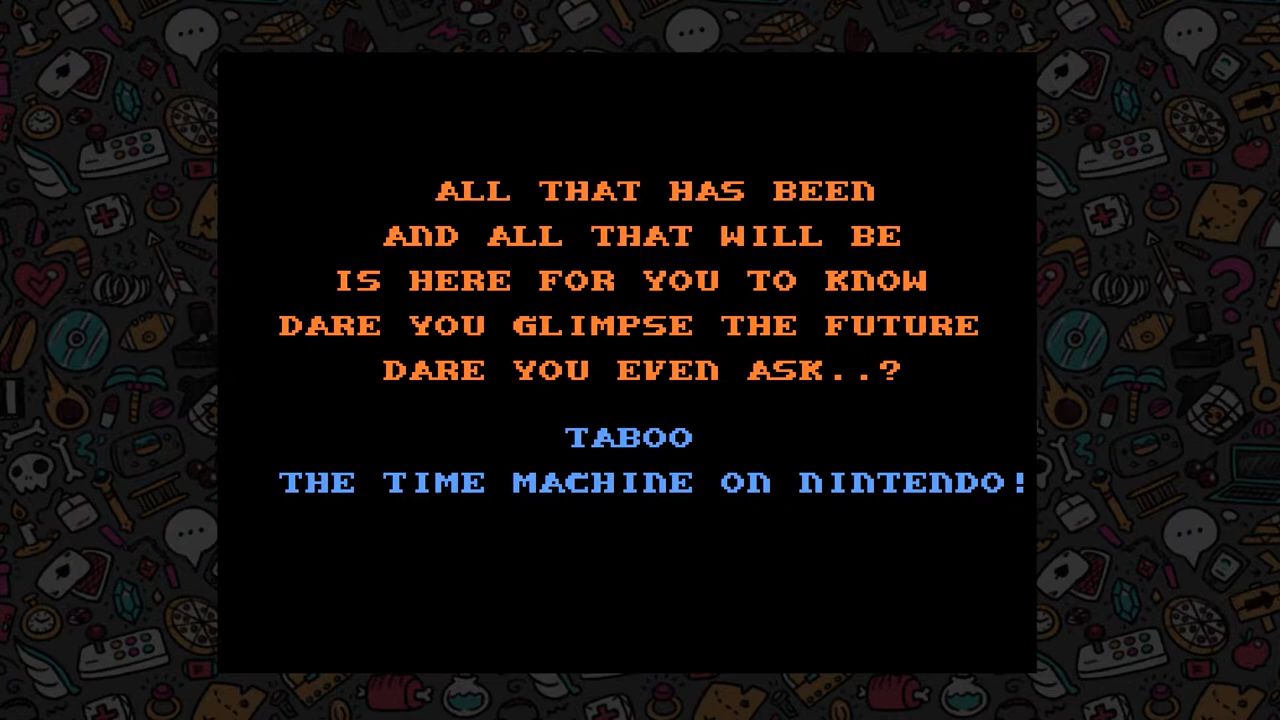 ALL THAT HAS BEEN
AND ALL THAT WILL BE
IS HERE FOR YOU TO KNOW
DARE YOU GLIMPSE THE FUTURE
DARE YOU EVEN ASK..?
TABOO
THE TIME MACHINE ON NINTENDO!